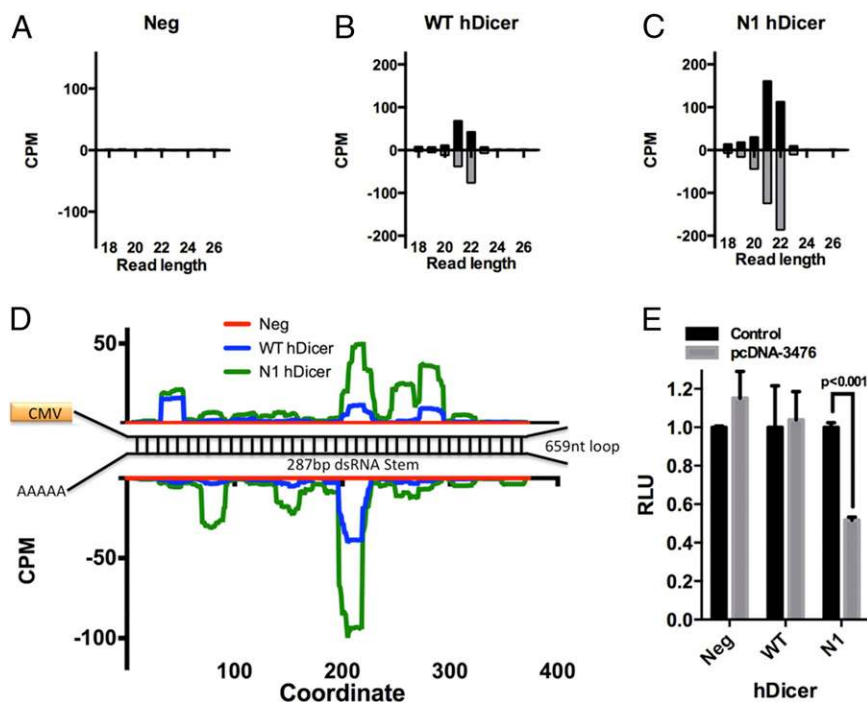 A
Neg
CPM
100
0
-100
18 20 22 24 26
Read length
B
WT hDicer
CPM
200
100
0
-100
-200
18 20 22 24 26
Read length
C
N1 hDicer
CPM
200
100
0
-100
-200
18 20 22 24 26
Read length
D
50
Neg
WT hDicer
N1 hDicer
CMV
659nt loop
287bp dsRNA Stem
AAAAA
CPM
-50
-100
100 200 300 400
Coordinate
E
Control
pcDNA-3476
p<0.001
RLU
1.2
1.0
0.8
0.6
0.4
0.2
0.0
Neg WT N1
hDicer